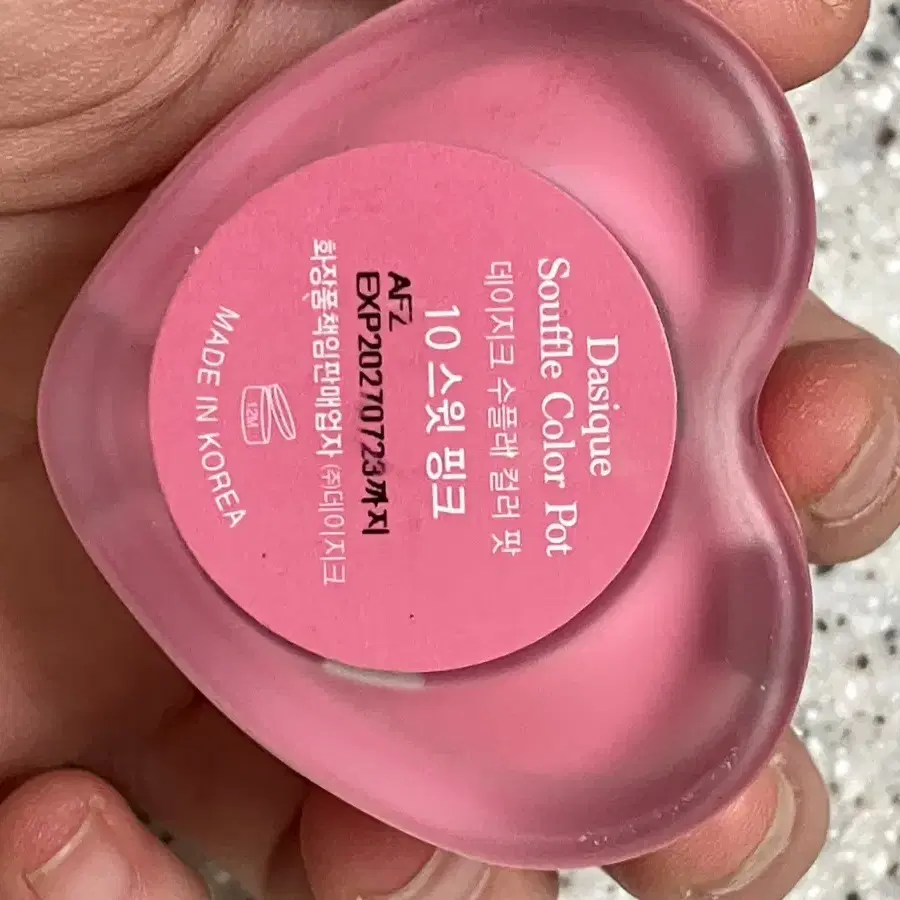 Dasique
Souffle Color Pot
데이지크 수플래 컬러 팟
10 스윗 핑크
AFZ
EXP20270723까지
화장품책임판매업자 (주)데이지크
12M
MADE IN KOREA